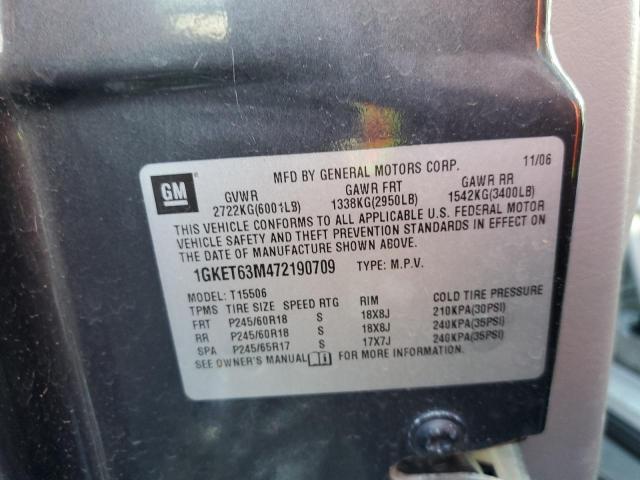 MFD BY GENERAL MOTORS CORP. 11/06
GM
GVWR GAWR FRT GAWR RR
2722KG(6001LB) 1338KG(2950LB) 1542KG(3400LB)
THIS VEHICLE CONFORMS TO ALL APPLICABLE U.S. FEDERAL MOTOR
VEHICLE SAFETY AND THEFT PREVENTION STANDARDS IN EFFECT ON
THE DATE OF MANUFACTURE SHOWN ABOVE.
1GKET63M472190709 TYPE: M.P.V.
MODEL: T15506
TPMS TIRE SIZE SPEED RTG RIM COLD TIRE PRESSURE
FRT P245/60R18 S 18X8J 210KPA(30PSI)
RR P245/60R18 S 18X8J 240KPA(35PSI)
SPA P245/65R17 S 17X7J 240KPA(35PSI)
SEE OWNER'S MANUAL FOR MORE INFORMATION.